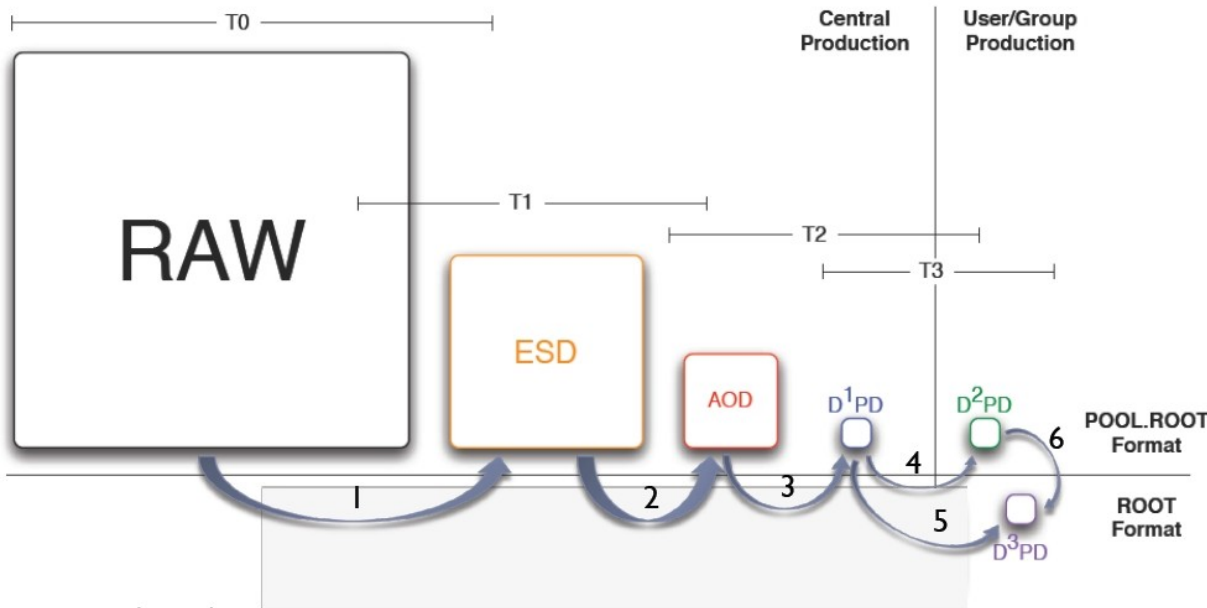 T0
Central
Production
User/Group
Production
RAW
T1
T2
T3
ESD
AOD
D¹PD
D²PD
POOL.ROOT
Format
1
2
3
4
5
6
ROOT
Format
D³PD